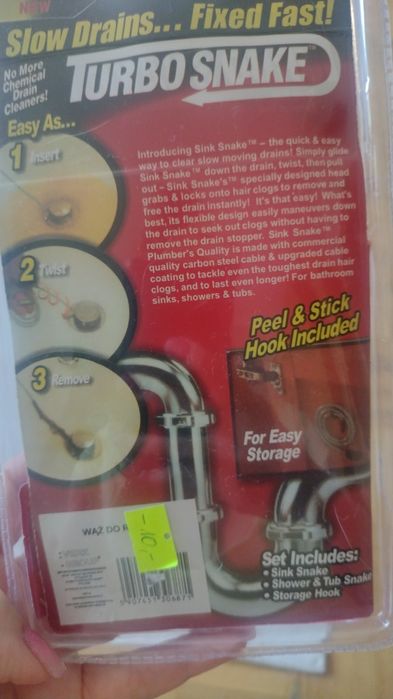 NEW
Slow Drains... Fixed Fast!
No More
Chemical
Drain
Cleaners!
TURBO SNAKE™
Easy As...
1 Insert
2 Twist
3 Remove
Introducing Sink Snake™ – the quick & easy
way to clear slow moving drains! Simply glide
Sink Snake™ down the drain, twist, then pull
out – Sink Snake's™ specially designed head
grabs & locks onto hair clogs to remove and
free the drain instantly! It's that easy! What's
best, its flexible design easily maneuvers down
the drain to seek out clogs without having to
remove the drain stopper. Sink Snake™
Plumber's Quality is made with commercial
quality carbon steel cable & upgraded cable
coating to tackle even the toughest drain hair
clogs, and to last even longer! For bathroom
sinks, showers & tubs.
Peel & Stick
Hook Included
For Easy
Storage
Set Includes:
• Sink Snake
• Shower & Tub Snake
• Storage Hook
WĄŻ DO
-10,-
5 907451 306871